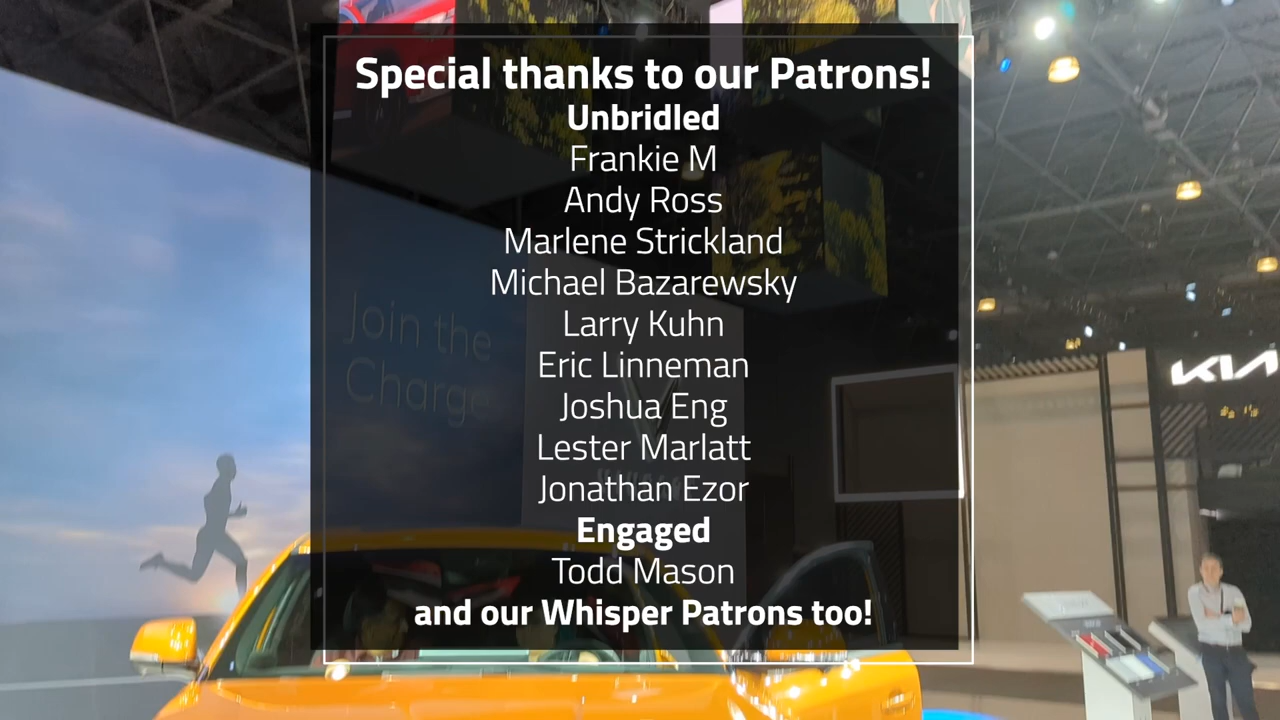 Special thanks to our Patrons!
Unbridled
Frankie M
Andy Ross
Marlene Strickland
Michael Bazarewsky
Larry Kuhn
Eric Linneman
Joshua Eng
Lester Marlatt
Jonathan Ezor
Engaged
Todd Mason
and our Whisper Patrons too!
Join the
Charge
KIA